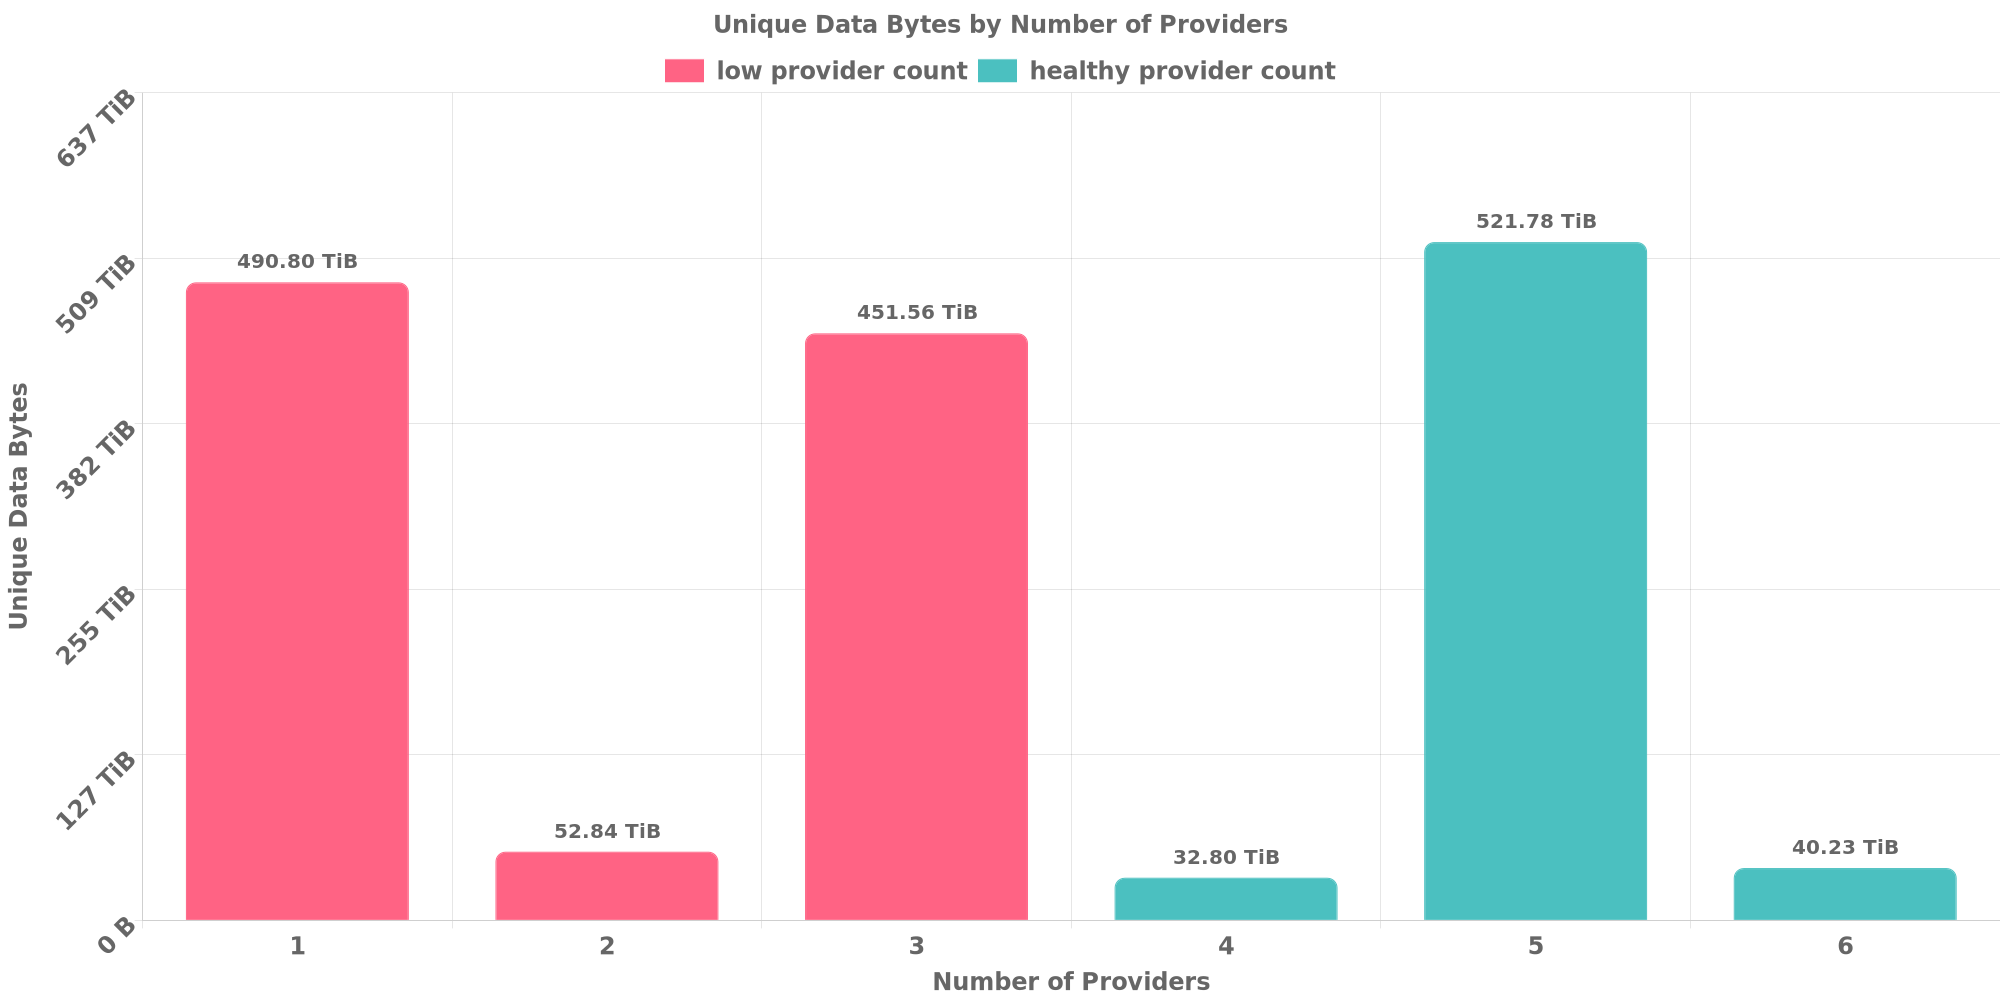 Unique Data Bytes by Number of Providers
low provider count healthy provider count
637 TiB
509 TiB
382 TiB
255 TiB
127 TiB
0 B
Unique Data Bytes
490.80 TiB
52.84 TiB
451.56 TiB
32.80 TiB
521.78 TiB
40.23 TiB
1 2 3 4 5 6
Number of Providers